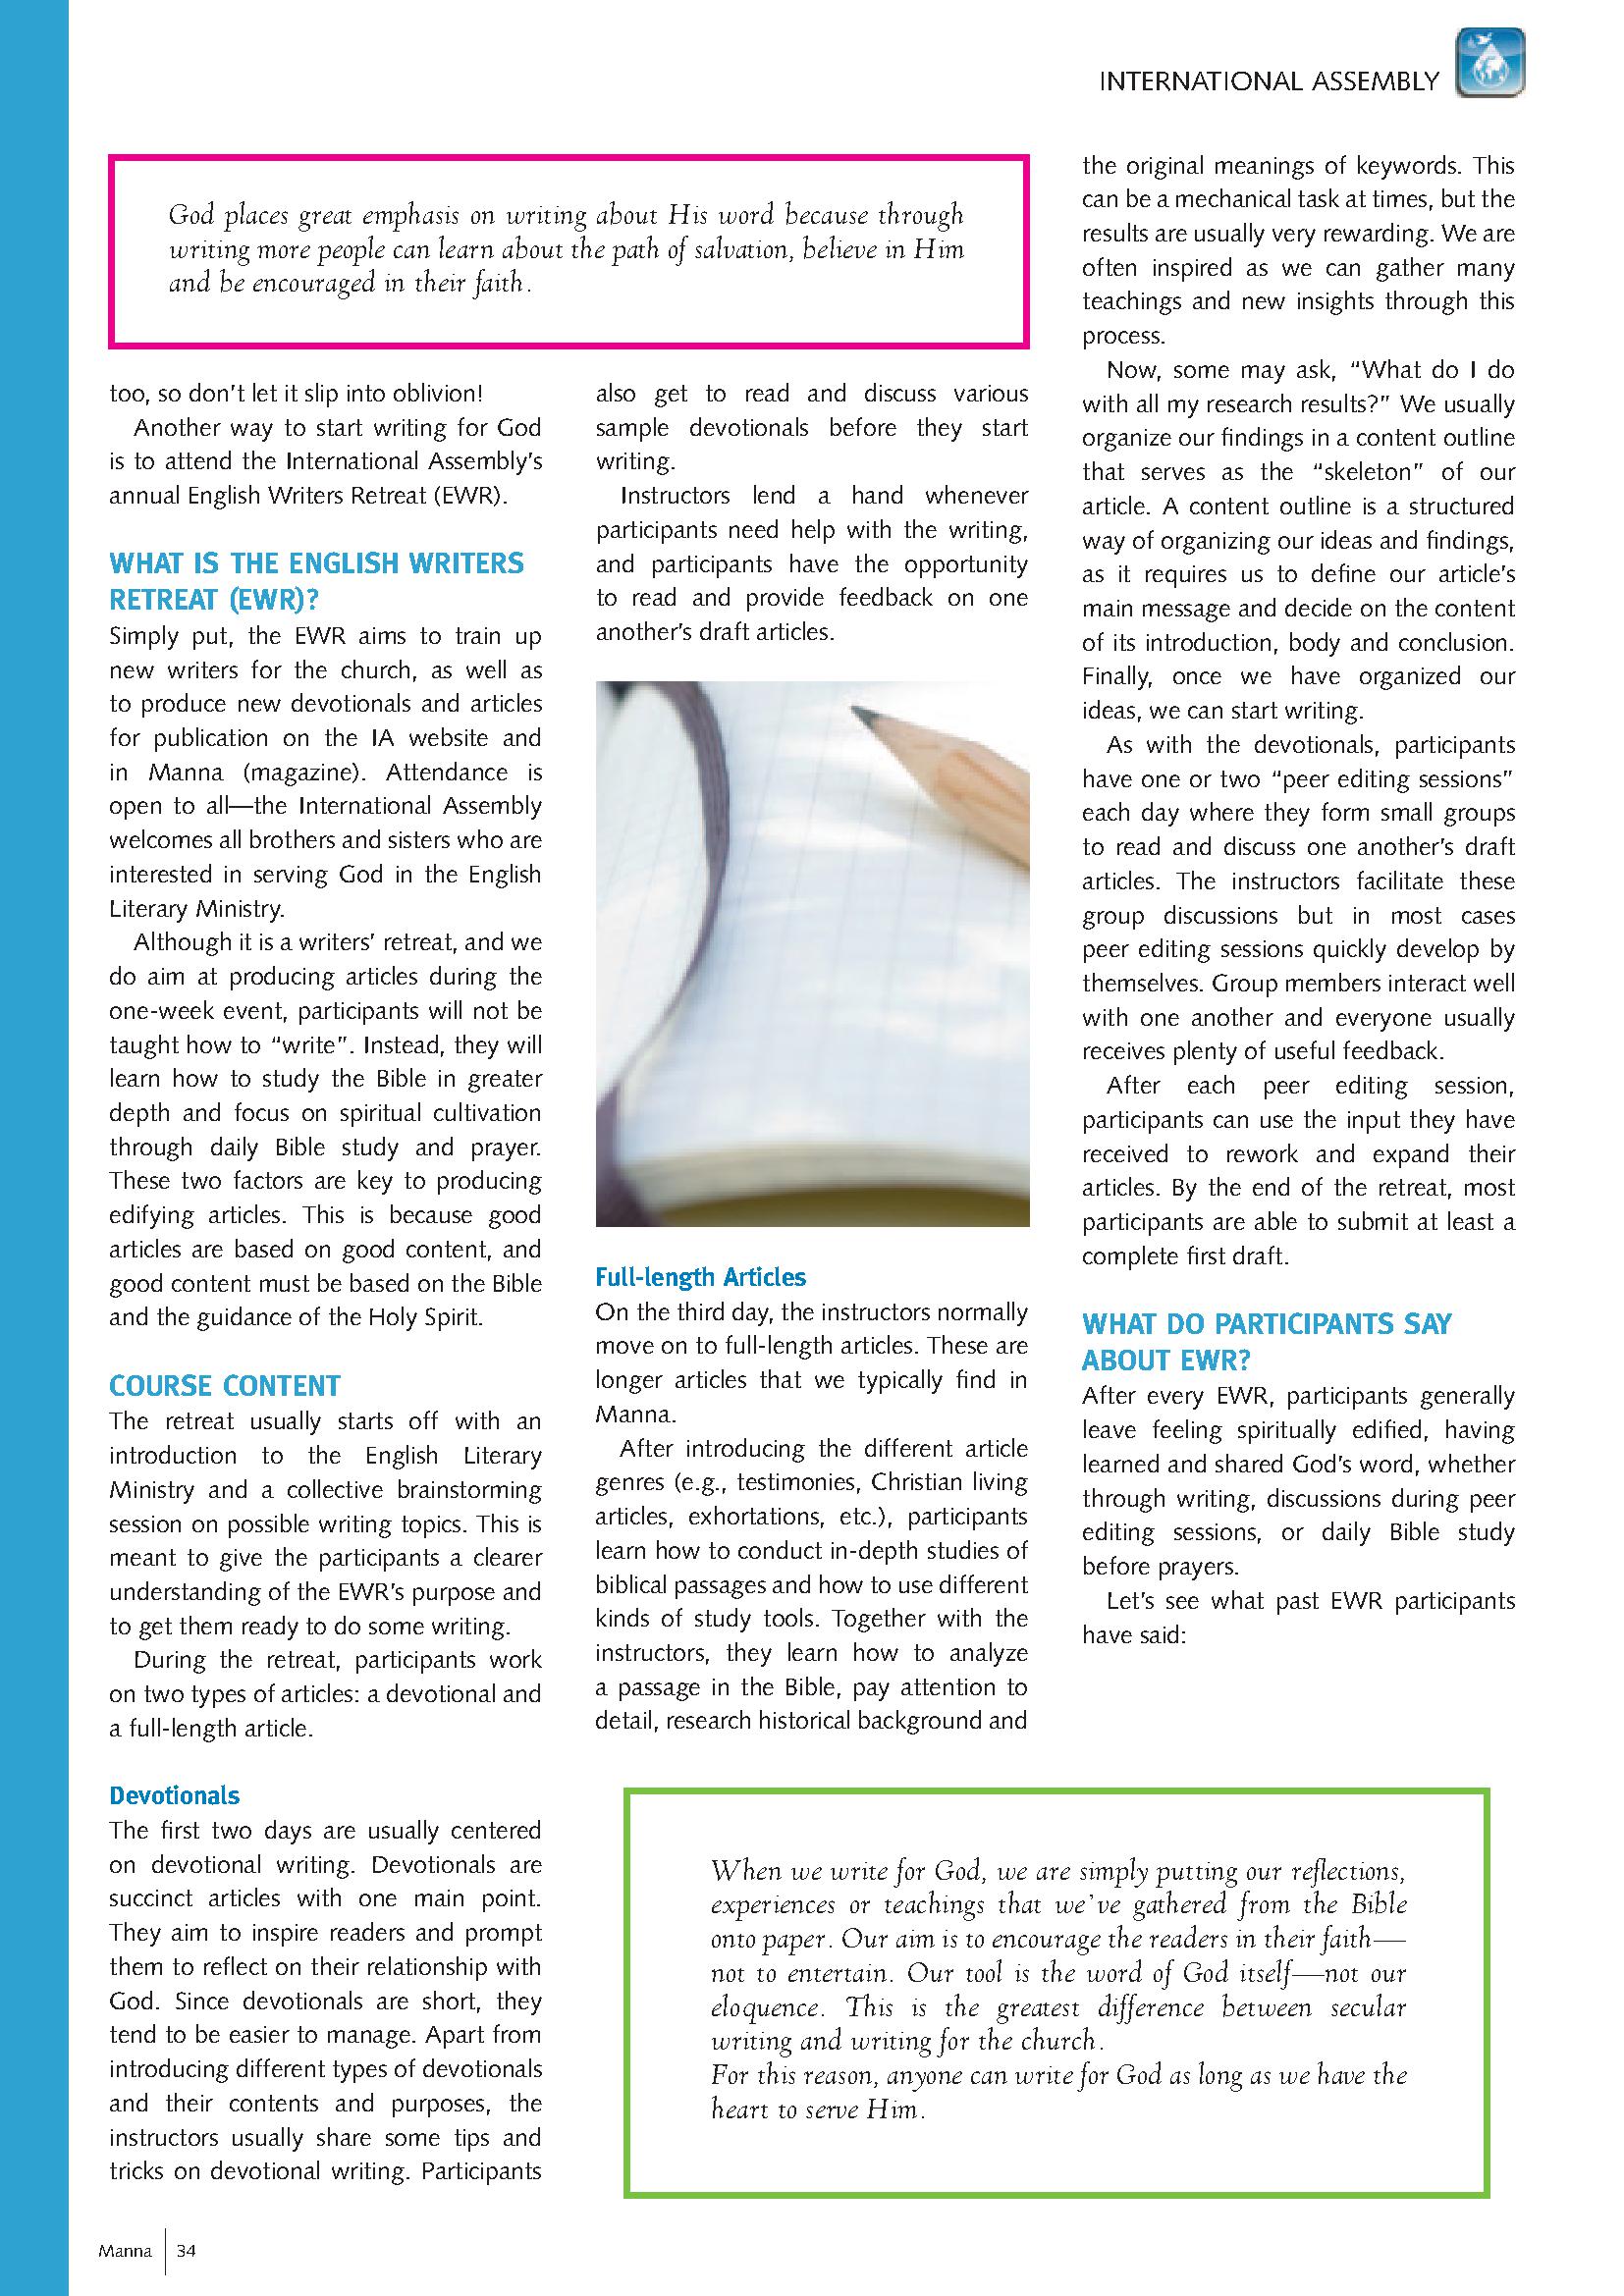 INTERNATIONAL ASSEMBLY
God places great emphasis on writing about His word because through
writing more people can learn about the path of salvation, believe in Him
and be encouraged in their faith.
too, so don't let it slip into oblivion!
Another way to start writing for God
is to attend the International Assembly's
annual English Writers Retreat (EWR).
WHAT IS THE ENGLISH WRITERS
RETREAT (EWR)?
Simply put, the EWR aims to train up
new writers for the church, as well as
to produce new devotionals and articles
for publication on the IA website and
in Manna (magazine). Attendance is
open to all—the International Assembly
welcomes all brothers and sisters who are
interested in serving God in the English
Literary Ministry.
Although it is a writers' retreat, and we
do aim at producing articles during the
one-week event, participants will not be
taught how to “write”. Instead, they will
learn how to study the Bible in greater
depth and focus on spiritual cultivation
through daily Bible study and prayer.
These two factors are key to producing
edifying articles. This is because good
articles are based on good content, and
good content must be based on the Bible
and the guidance of the Holy Spirit.
COURSE CONTENT
The retreat usually starts off with an
introduction to the English Literary
Ministry and a collective brainstorming
session on possible writing topics. This is
meant to give the participants a clearer
understanding of the EWR's purpose and
to get them ready to do some writing.
During the retreat, participants work
on two types of articles: a devotional and
a full-length article.
Devotionals
The first two days are usually centered
on devotional writing. Devotionals are
succinct articles with one main point.
They aim to inspire readers and prompt
them to reflect on their relationship with
God. Since devotionals are short, they
tend to be easier to manage. Apart from
introducing different types of devotionals
and their contents and purposes, the
instructors usually share some tips and
tricks on devotional writing. Participants
also get to read and discuss various
sample devotionals before they start
writing.
Instructors lend a hand whenever
participants need help with the writing,
and participants have the opportunity
to read and provide feedback on one
another's draft articles.
Full-length Articles
On the third day, the instructors normally
move on to full-length articles. These are
longer articles that we typically find in
Manna.
After introducing the different article
genres (e.g., testimonies, Christian living
articles, exhortations, etc.), participants
learn how to conduct in-depth studies of
biblical passages and how to use different
kinds of study tools. Together with the
instructors, they learn how to analyze
a passage in the Bible, pay attention to
detail, research historical background and
the original meanings of keywords. This
can be a mechanical task at times, but the
results are usually very rewarding. We are
often inspired as we can gather many
teachings and new insights through this
process.
Now, some may ask, “What do I do
with all my research results?” We usually
organize our findings in a content outline
that serves as the “skeleton” of our
article. A content outline is a structured
way of organizing our ideas and findings,
as it requires us to define our article's
main message and decide on the content
of its introduction, body and conclusion.
Finally, once we have organized our
ideas, we can start writing.
As with the devotionals, participants
have one or two “peer editing sessions”
each day where they form small groups
to read and discuss one another's draft
articles. The instructors facilitate these
group discussions but in most cases
peer editing sessions quickly develop by
themselves. Group members interact well
with one another and everyone usually
receives plenty of useful feedback.
After each peer editing session,
participants can use the input they have
received to rework and expand their
articles. By the end of the retreat, most
participants are able to submit at least a
complete first draft.
WHAT DO PARTICIPANTS SAY
ABOUT EWR?
After every EWR, participants generally
leave feeling spiritually edified, having
learned and shared God's word, whether
through writing, discussions during peer
editing sessions, or daily Bible study
before prayers.
Let's see what past EWR participants
have said:
When we write for God, we are simply putting our reflections,
experiences or teachings that we've gathered from the Bible
onto paper. Our aim is to encourage the readers in their faith—
not to entertain. Our tool is the word of God itself—not our
eloquence. This is the greatest difference between secular
writing and writing for the church.
For this reason, anyone can write for God as long as we have the
heart to serve Him.
Manna 34